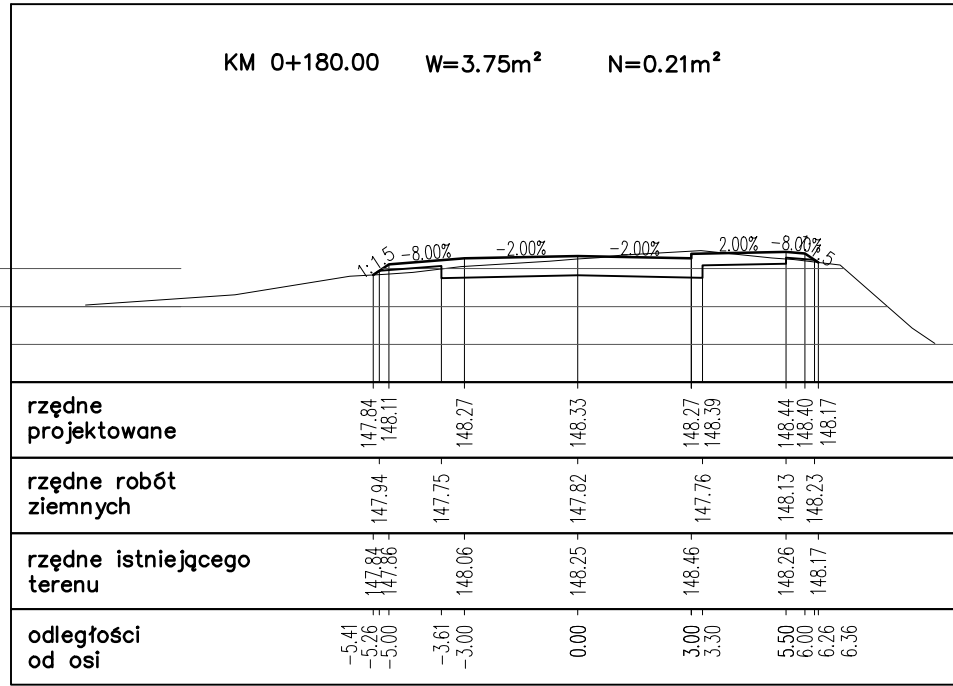 KM 0+180.00 W=3.75m² N=0.21m²
1:1.5 -8.00% -2.00% -2.00% 2.00% -8.00% 1:1.5
rzędne
projektowane
147.84 148.11 148.27 148.33 148.27 148.39 148.44 148.40 148.17
rzędne robót
ziemnych
147.94 147.75 147.82 147.76 148.13 148.23
rzędne istniejącego
terenu
147.84 147.86 148.06 148.25 148.46 148.26 148.17
odległości
od osi
-5.41 -5.26 -5.00 -3.61 -3.00 0.00 3.00 3.30 5.50 6.00 6.26 6.36